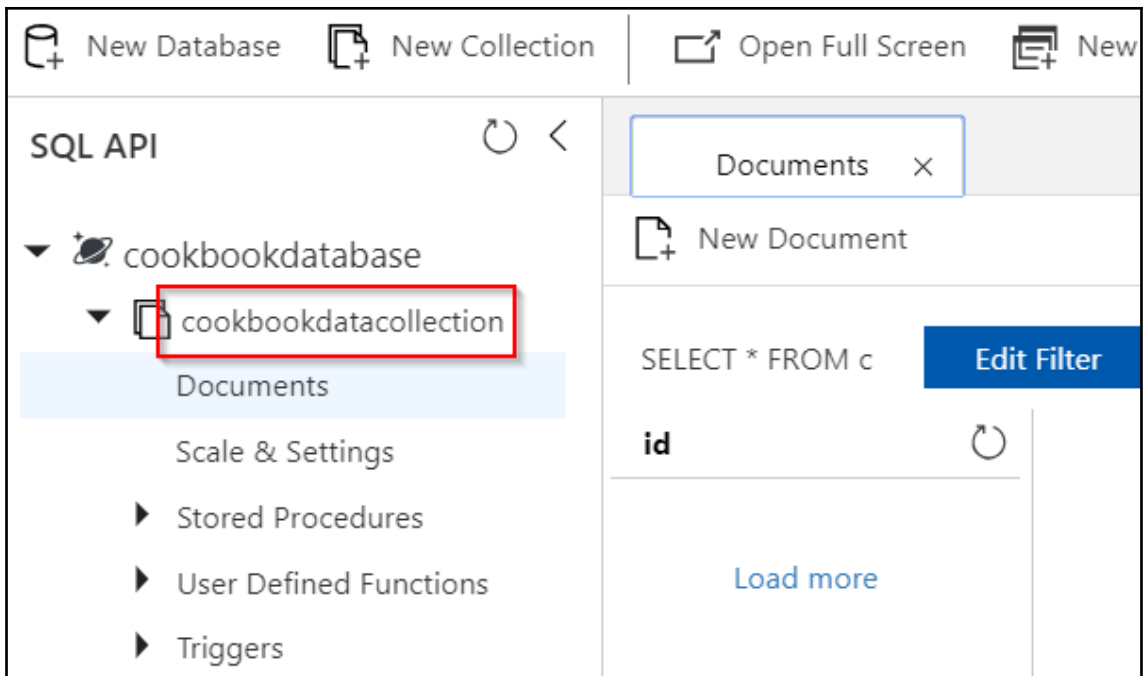 New Database New Collection Open Full Screen New
SQL API
cookbookdatabase
cookbookdatacollection
Documents
Scale & Settings
Stored Procedures
User Defined Functions
Triggers
Documents
New Document
SELECT * FROM c Edit Filter
id
Load more